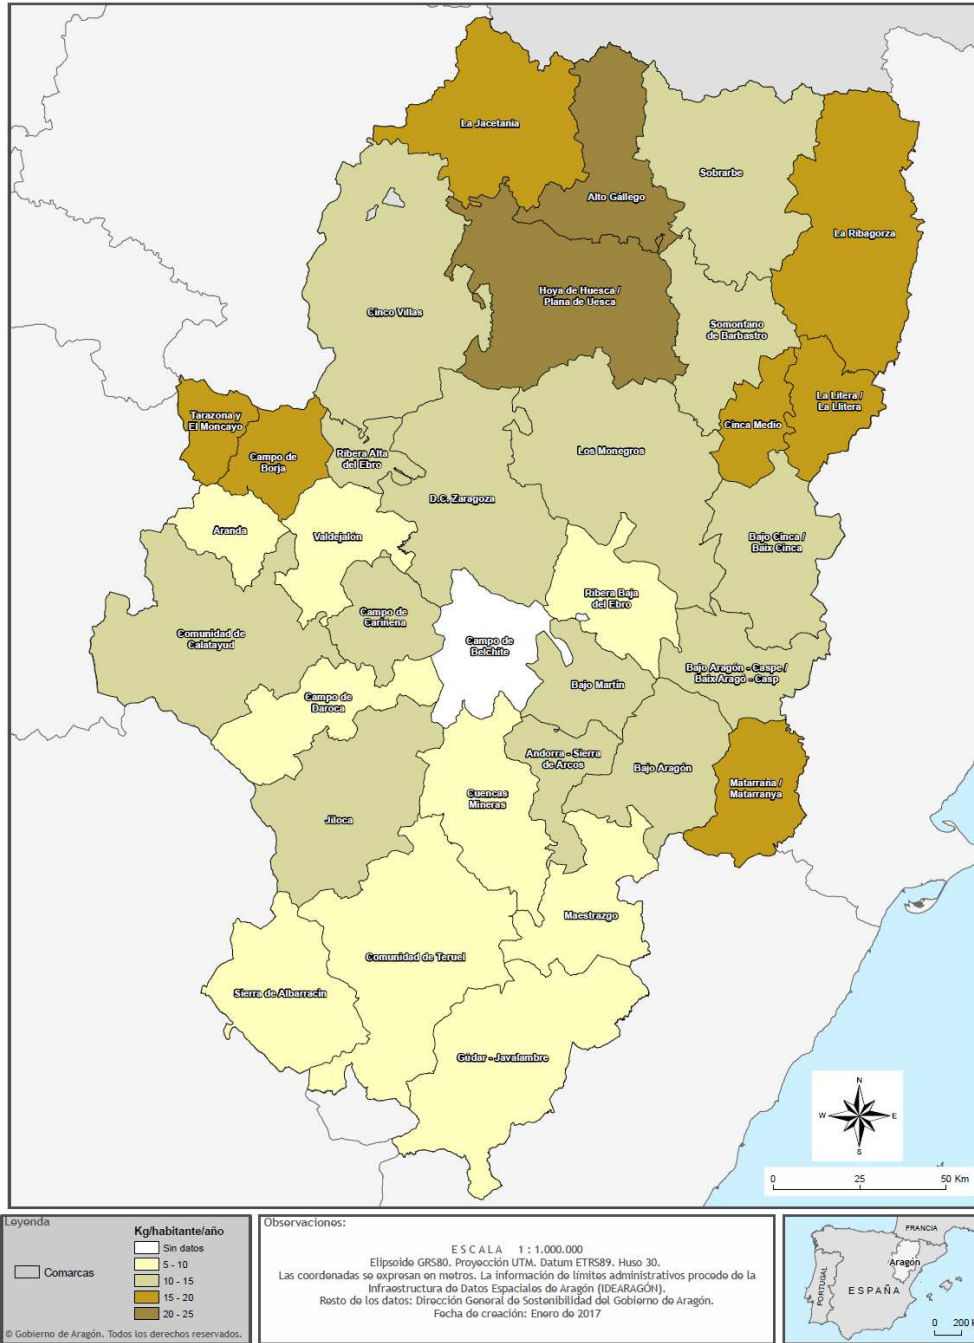 La Jacetania
Alto Gállego
Sobrarbe
La Ribagorza
Hoya de Huesca /
Plana de Uesca
Cinco Villas
Somontano
de Barbastro
La Litera /
La Llitera
Tarazona y
El Moncayo
Cinca Medio
Campo de
Borja
Ribera Alta
del Ebro
Los Monegros
D.C. Zaragoza
Aranda
Valdejalón
Bajo Cinca /
Baix Cinca
Ribera Baja
del Ebro
Campo de
Cariñena
Comunidad de
Calatayud
Campo de
Belchite
Bajo Aragón - Caspe /
Baix Aragó - Casp
Bajo Martín
Campo de
Daroca
Andorra - Sierra
de Arcos
Bajo Aragón
Matarraña /
Matarranya
Cuencas
Mineras
Jiloca
Maestrazgo
Comunidad de Teruel
Sierra de Albarracín
Gúdar - Javalambre
N
W
E
S
0 25 50 Km
Leyenda
Comarcas
Kg/habitante/año
Sin datos
5 - 10
10 - 15
15 - 20
20 - 25
© Gobierno de Aragón. Todos los derechos reservados.
Observaciones:
ESCALA 1 : 1.000.000
Elipsoide GRS80. Proyección UTM. Datum ETRS89. Huso 30.
Las coordenadas se expresan en metros. La información de límites administrativos procede de la
Infraestructura de Datos Espaciales de Aragón (IDEARAGÓN).
Resto de los datos: Dirección General de Sostenibilidad del Gobierno de Aragón.
Fecha de creación: Enero de 2017
FRANCIA
Aragón
PORTUGAL
ESPAÑA
0 200